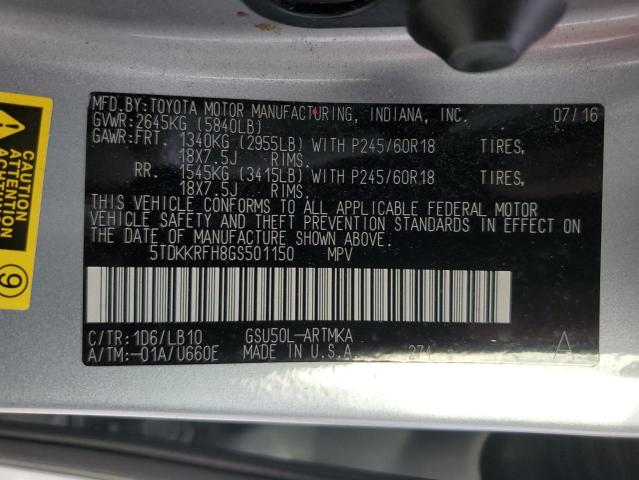 MFD.BY:TOYOTA MOTOR MANUFACTURING, INDIANA, INC. 07/16
GVWR:2645KG (5840LB)
GAWR:FRT. 1340KG (2955LB) WITH P245/60R18 TIRES,
18X7.5J RIMS.
RR. 1545KG (3415LB) WITH P245/60R18 TIRES,
18X7.5J RIMS.
THIS VEHICLE CONFORMS TO ALL APPLICABLE FEDERAL MOTOR
VEHICLE SAFETY AND THEFT PREVENTION STANDARDS IN EFFECT ON
THE DATE OF MANUFACTURE SHOWN ABOVE.
5TDKKRFH8GS501150 MPV
C/TR:1D6/LB10 GSU50L-ARTMKA
A/TM:-01A/U660E MADE IN U.S.A. 274 A
CAUTION
ATTENTION
ACHTUNG
9